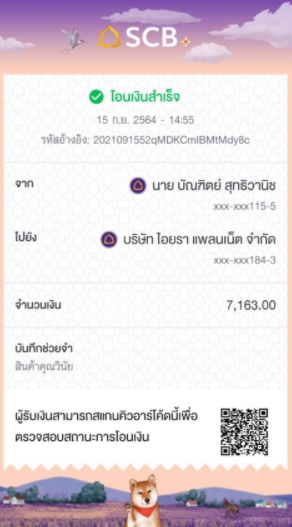 SCB
โอนเงินสำเร็จ
15 ก.ย. 2564 - 14:55
รหัสอ้างอิง: 2021091552qMDKCmIBMtMdy8c
จาก
นาย บัณฑิตย์ สุทธิวานิช
xxx-xxx115-5
ไปยัง
บริษัท ไอยรา แพลนเน็ต จำกัด
xxx-xxx184-3
จำนวนเงิน
7,163.00
บันทึกช่วยจำ
สินค้าคุณวินัย
ผู้รับเงินสามารถสแกนคิวอาร์โค้ดนี้เพื่อ
ตรวจสอบสถานะการโอนเงิน